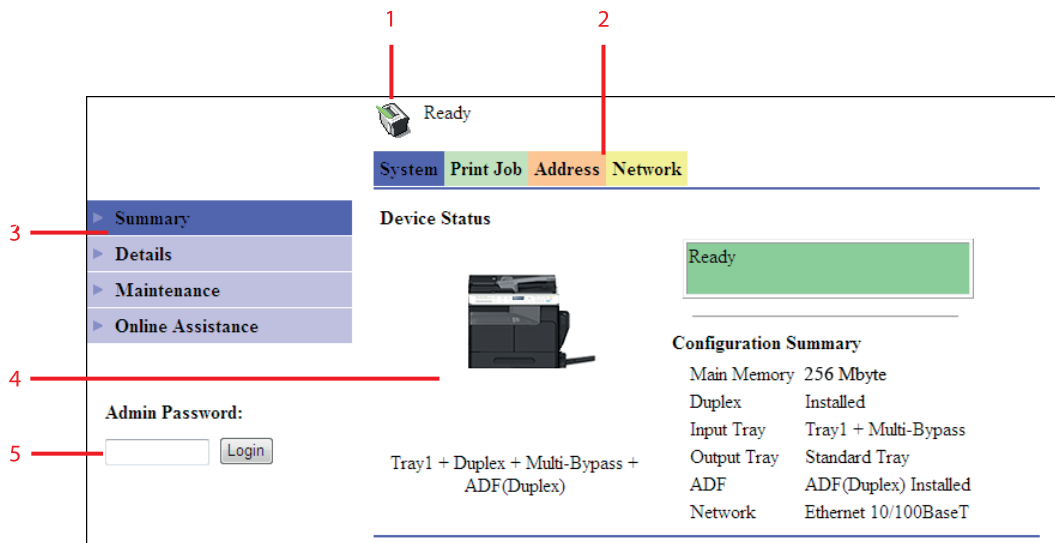 1
2
Ready
System Print Job Address Network
3
Summary
Details
Maintenance
Online Assistance
Device Status
Ready
4
Configuration Summary
Main Memory 256 Mbyte
Duplex Installed
Input Tray Tray1 + Multi-Bypass
Output Tray Standard Tray
ADF ADF(Duplex) Installed
Network Ethernet 10/100BaseT
Admin Password:
5
Login
Tray1 + Duplex + Multi-Bypass +
ADF(Duplex)